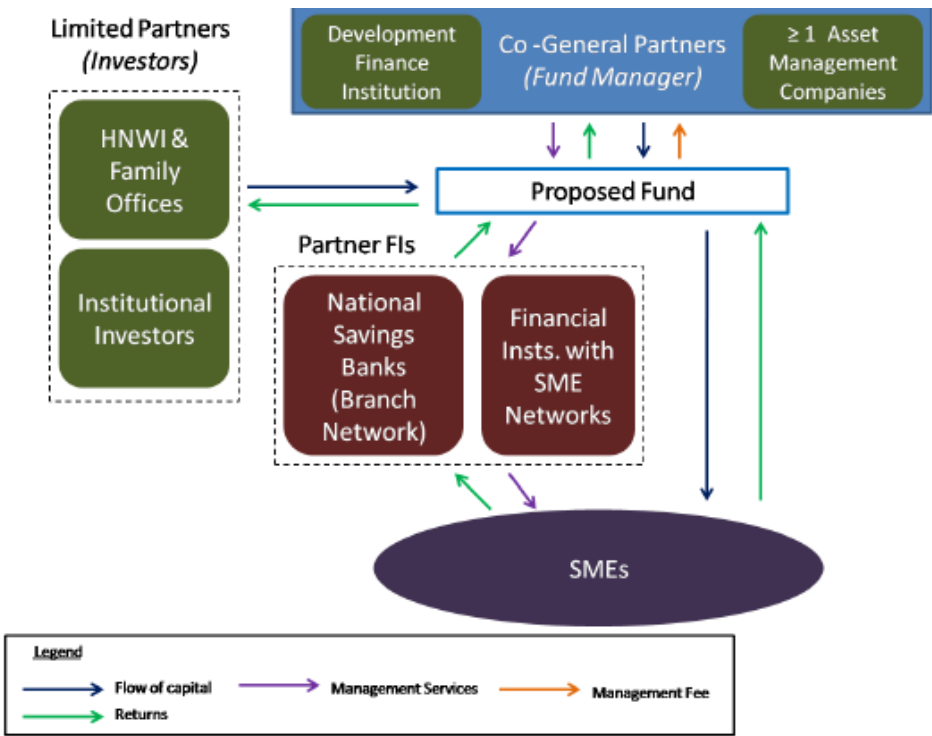 Limited Partners
(Investors)
Development
Finance
Institution
Co -General Partners
(Fund Manager)
≥ 1 Asset
Management
Companies
HNWI &
Family
Offices
Institutional
Investors
Proposed Fund
Partner FIs
National
Savings
Banks
(Branch
Network)
Financial
Insts. with
SME
Networks
SMEs
Legend
Flow of capital
Management Services
Management Fee
Returns